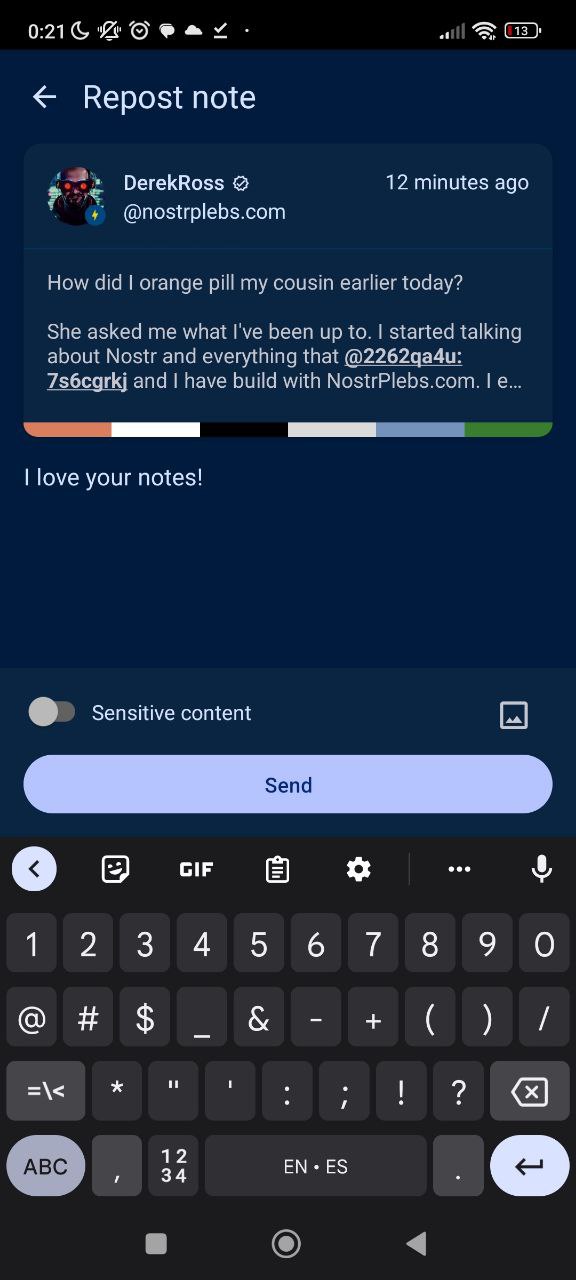 0:21
13
Repost note
DerekRoss
12 minutes ago
@nostrplebs.com
How did I orange pill my cousin earlier today?
She asked me what I've been up to. I started talking
about Nostr and everything that @2262qa4u:
7s6cgrkj and I have build with NostrPlebs.com. I e...
I love your notes!
Sensitive content
Send
GIF
1 2 3 4 5 6 7 8 9 0
@ # $ _ & - + ( ) /
=\< * " ' : ; ! ?
ABC , 12 34 EN • ES .